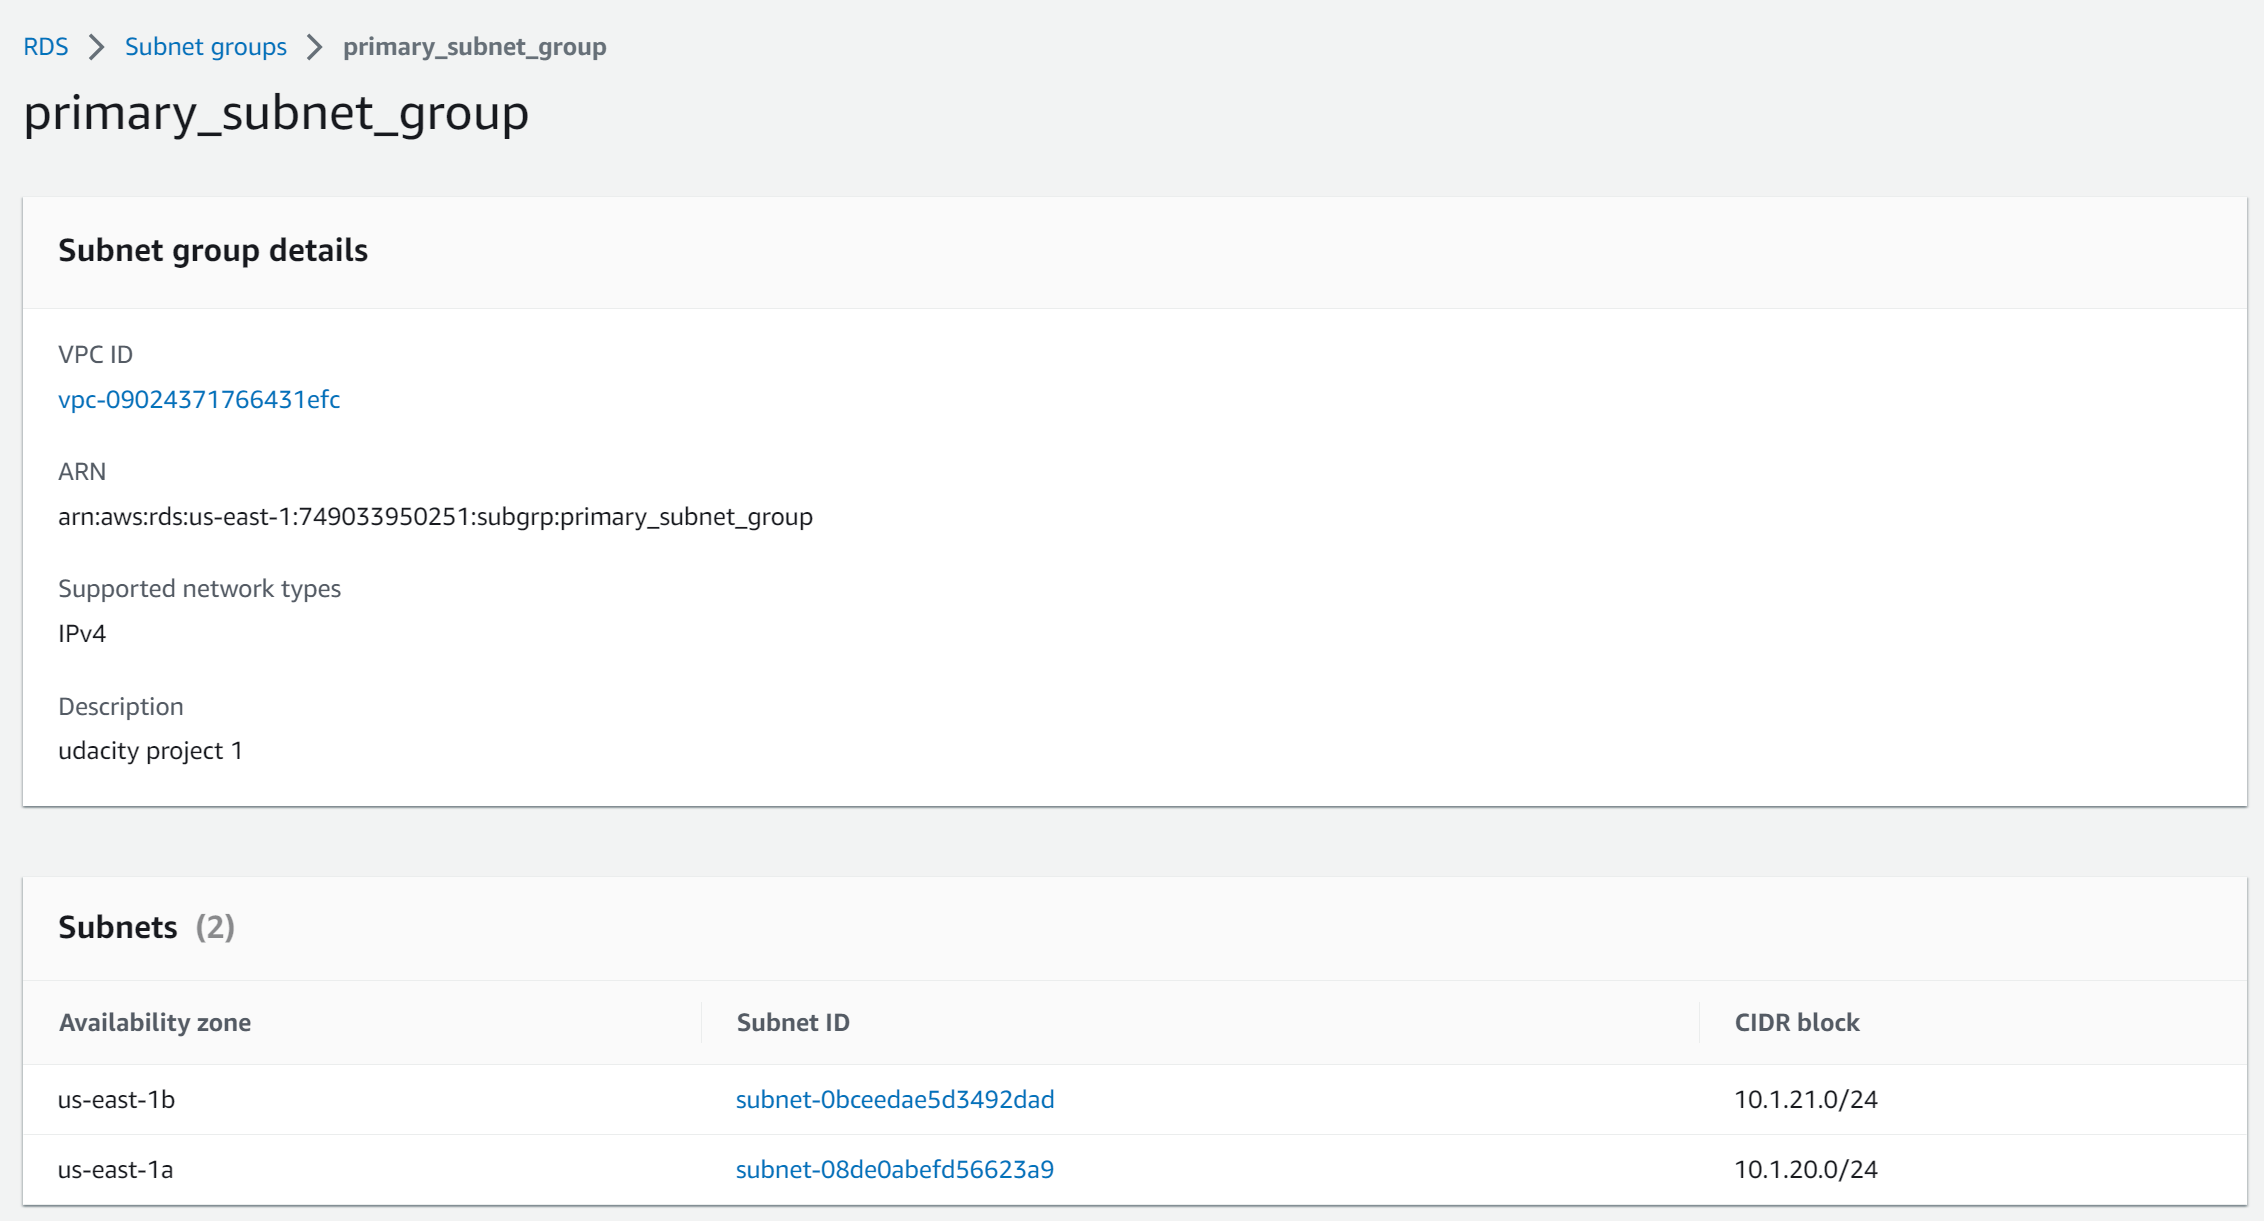 RDS > Subnet groups > primary_subnet_group
primary_subnet_group
Subnet group details
VPC ID
vpc-09024371766431efc
ARN
arn:aws:rds:us-east-1:749033950251:subgrp:primary_subnet_group
Supported network types
IPv4
Description
udacity project 1
Subnets (2)
Availability zone Subnet ID CIDR block
us-east-1b subnet-0bceedae5d3492dad 10.1.21.0/24
us-east-1a subnet-08de0abefd56623a9 10.1.20.0/24